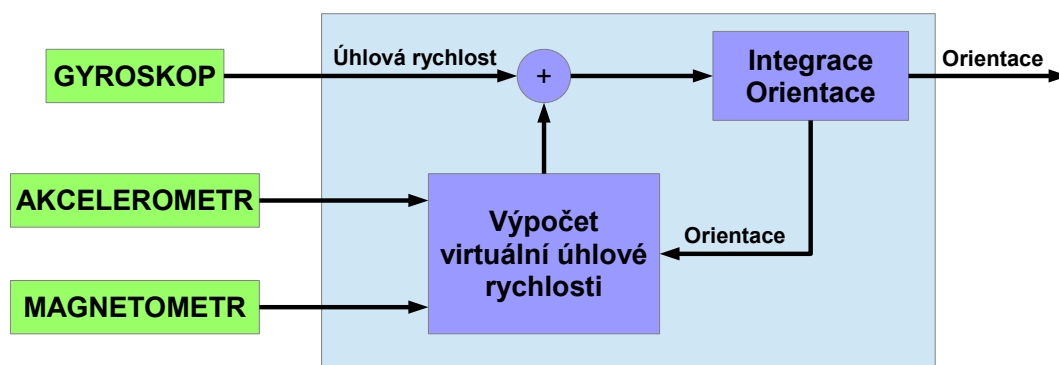 GYROSKOP
Úhlová rychlost
+
Integrace
Orientace
Orientace
AKCELEROMETR
Výpočet
virtuální úhlové
rychlosti
Orientace
MAGNETOMETR